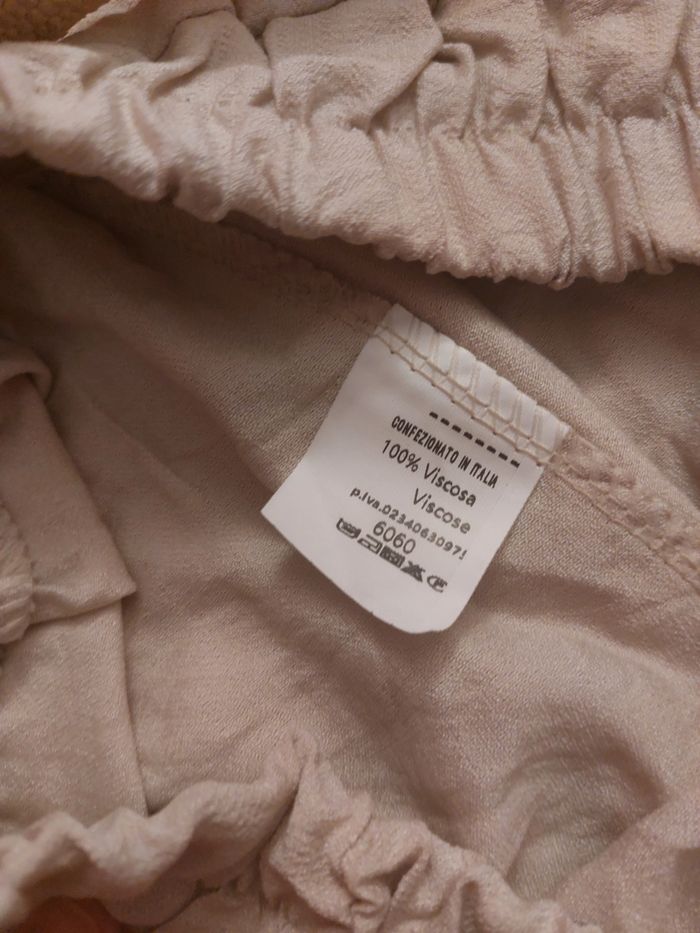 CONFEZIONATO IN ITALIA
100% Viscosa
Viscose
p.Iva.02340630971
6060